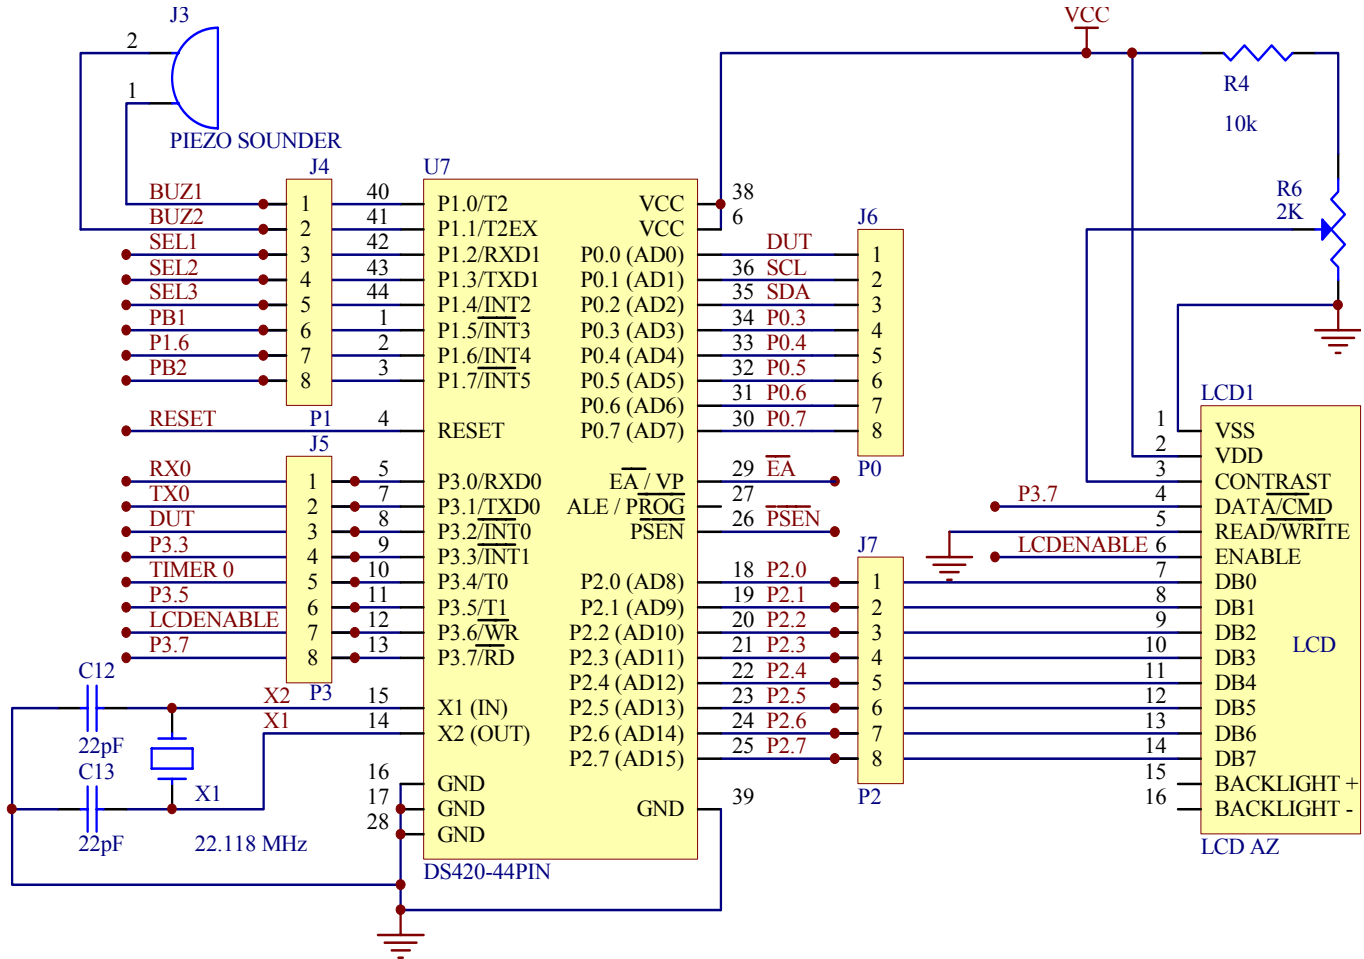 J3
2
1
PIEZO SOUNDER
VCC
R4
10k
R6
2K
J4
BUZ1 1 40
BUZ2 2 41
SEL1 3 42
SEL2 4 43
SEL3 5 44
PB1 6 1
P1.6 7 2
PB2 8 3
P1
RESET 4
J5
RX0 1 5
TX0 2 7
DUT 3 8
P3.3 4 9
TIMER 0 5 10
P3.5 6 11
LCDENABLE 7 12
P3.7 8 13
P3
C12
22pF
C13
22pF
X2 15
X1 14
X1
22.118 MHz
16
17
28
U7
P1.0/T2 VCC 38
P1.1/T2EX VCC 6
P1.2/RXD1 P0.0 (AD0)
P1.3/TXD1 P0.1 (AD1) 36
P1.4/INT2 P0.2 (AD2) 35
P1.5/INT3 P0.3 (AD3) 34
P1.6/INT4 P0.4 (AD4) 33
P1.7/INT5 P0.5 (AD5) 32
P0.6 (AD6) 31
RESET P0.7 (AD7) 30
P3.0/RXD0 EA / VP 29 EA
P3.1/TXD0 ALE / PROG 27
P3.2/INT0 PSEN 26 PSEN
P3.3/INT1
P3.4/T0 P2.0 (AD8) 18
P3.5/T1 P2.1 (AD9) 19
P3.6/WR P2.2 (AD10) 20
P3.7/RD P2.3 (AD11) 21
P2.4 (AD12) 22
X1 (IN) P2.5 (AD13) 23
X2 (OUT) P2.6 (AD14) 24
P2.7 (AD15) 25
GND
GND GND 39
GND
DS420-44PIN
J6
DUT 1
SCL 2
SDA 3
P0.3 4
P0.4 5
P0.5 6
P0.6 7
P0.7 8
P0
J7
P2.0 1
P2.1 2
P2.2 3
P2.3 4
P2.4 5
P2.5 6
P2.6 7
P2.7 8
P2
LCD1
1 VSS
2 VDD
3 CONTRAST
P3.7 4 DATA/CMD
5 READ/WRITE
LCDENABLE 6 ENABLE
7 DB0
8 DB1
9 DB2
LCD
10 DB3
11 DB4
12 DB5
13 DB6
14 DB7
15 BACKLIGHT +
16 BACKLIGHT -
LCD AZ